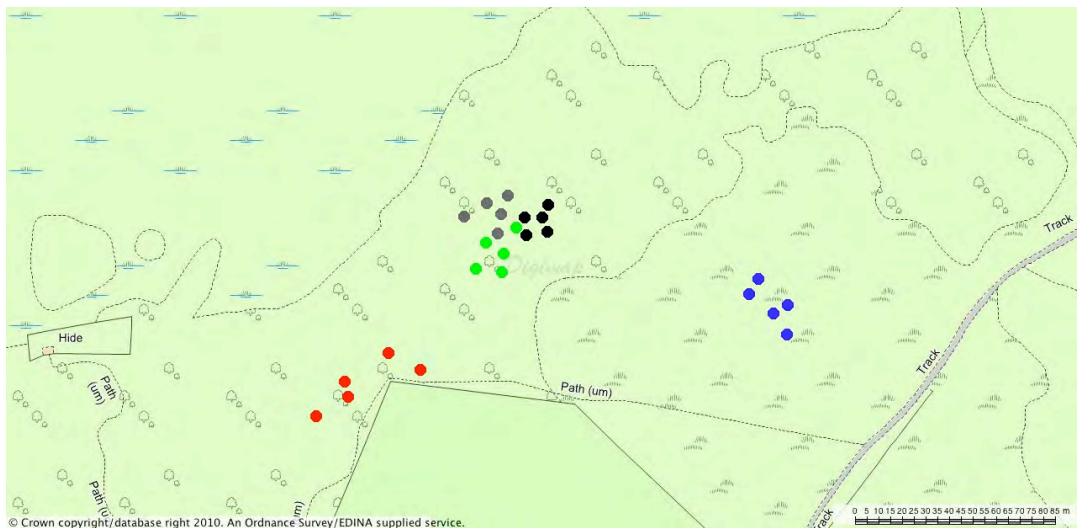 Track
Digimap
Hide
Path
(um)
Track
Path (um)
Path (u
um)
Track
0 5 10 15 20 25 30 35 40 45 50 55 60 65 70 75 80 85 m
© Crown copyright/database right 2010. An Ordnance Survey/EDINA supplied service.